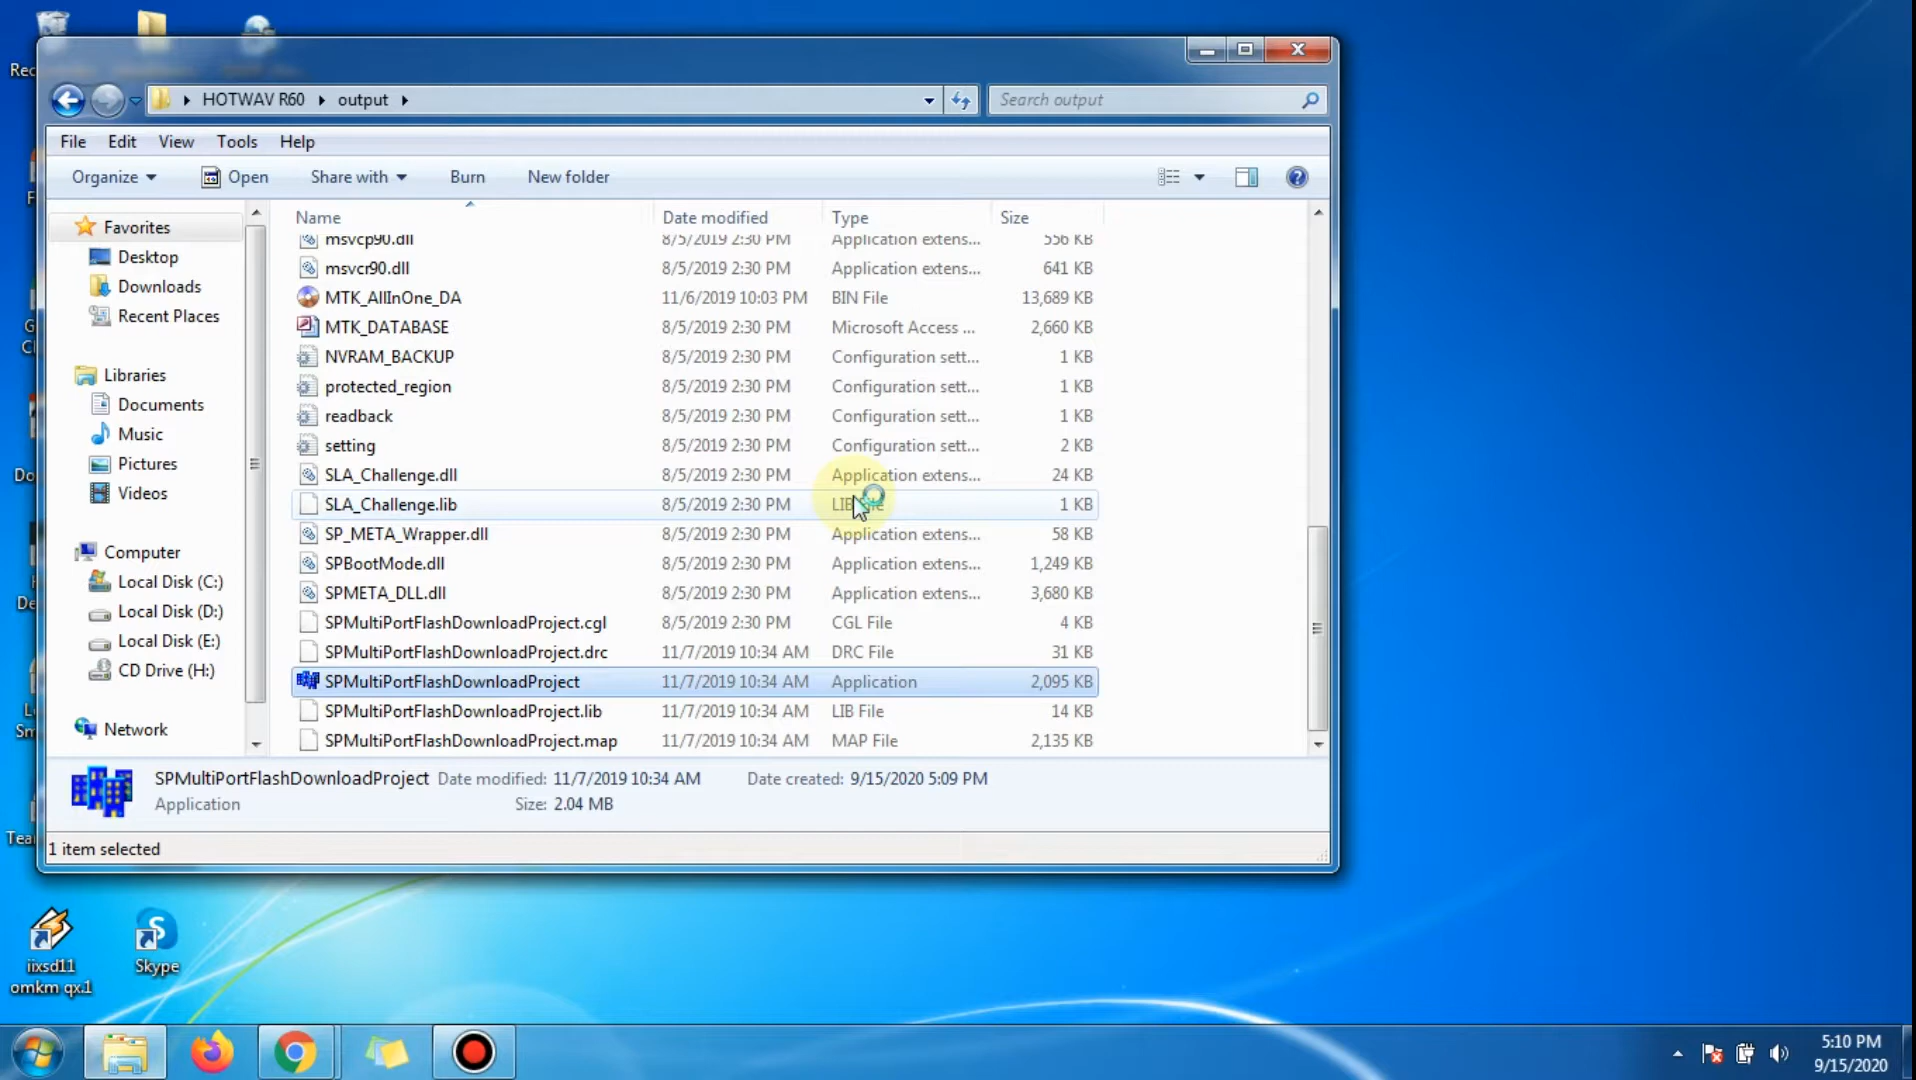 HOTWAV R60 output
Search output
File Edit View Tools Help
Organize Open Share with Burn New folder
Favorites
Desktop
Downloads
Recent Places
Libraries
Documents
Music
Pictures
Videos
Computer
Local Disk (C:)
Local Disk (D:)
Local Disk (E:)
CD Drive (H:)
Network
Name Date modified Type Size
msvcp90.dll 8/5/2019 2:30 PM Application extens... 556 KB
msvcr90.dll 8/5/2019 2:30 PM Application extens... 641 KB
MTK_AllInOne_DA 11/6/2019 10:03 PM BIN File 13,689 KB
MTK_DATABASE 8/5/2019 2:30 PM Microsoft Access ... 2,660 KB
NVRAM_BACKUP 8/5/2019 2:30 PM Configuration sett... 1 KB
protected_region 8/5/2019 2:30 PM Configuration sett... 1 KB
readback 8/5/2019 2:30 PM Configuration sett... 1 KB
setting 8/5/2019 2:30 PM Configuration sett... 2 KB
SLA_Challenge.dll 8/5/2019 2:30 PM Application extens... 24 KB
SLA_Challenge.lib 8/5/2019 2:30 PM LIB File 1 KB
SP_META_Wrapper.dll 8/5/2019 2:30 PM Application extens... 58 KB
SPBootMode.dll 8/5/2019 2:30 PM Application extens... 1,249 KB
SPMETA_DLL.dll 8/5/2019 2:30 PM Application extens... 3,680 KB
SPMultiPortFlashDownloadProject.cgl 8/5/2019 2:30 PM CGL File 4 KB
SPMultiPortFlashDownloadProject.drc 11/7/2019 10:34 AM DRC File 31 KB
SPMultiPortFlashDownloadProject 11/7/2019 10:34 AM Application 2,095 KB
SPMultiPortFlashDownloadProject.lib 11/7/2019 10:34 AM LIB File 14 KB
SPMultiPortFlashDownloadProject.map 11/7/2019 10:34 AM MAP File 2,135 KB
SPMultiPortFlashDownloadProject Date modified: 11/7/2019 10:34 AM Date created: 9/15/2020 5:09 PM
Application Size: 2.04 MB
1 item selected
iixsd11
omkm qx.1
Skype
5:10 PM
9/15/2020